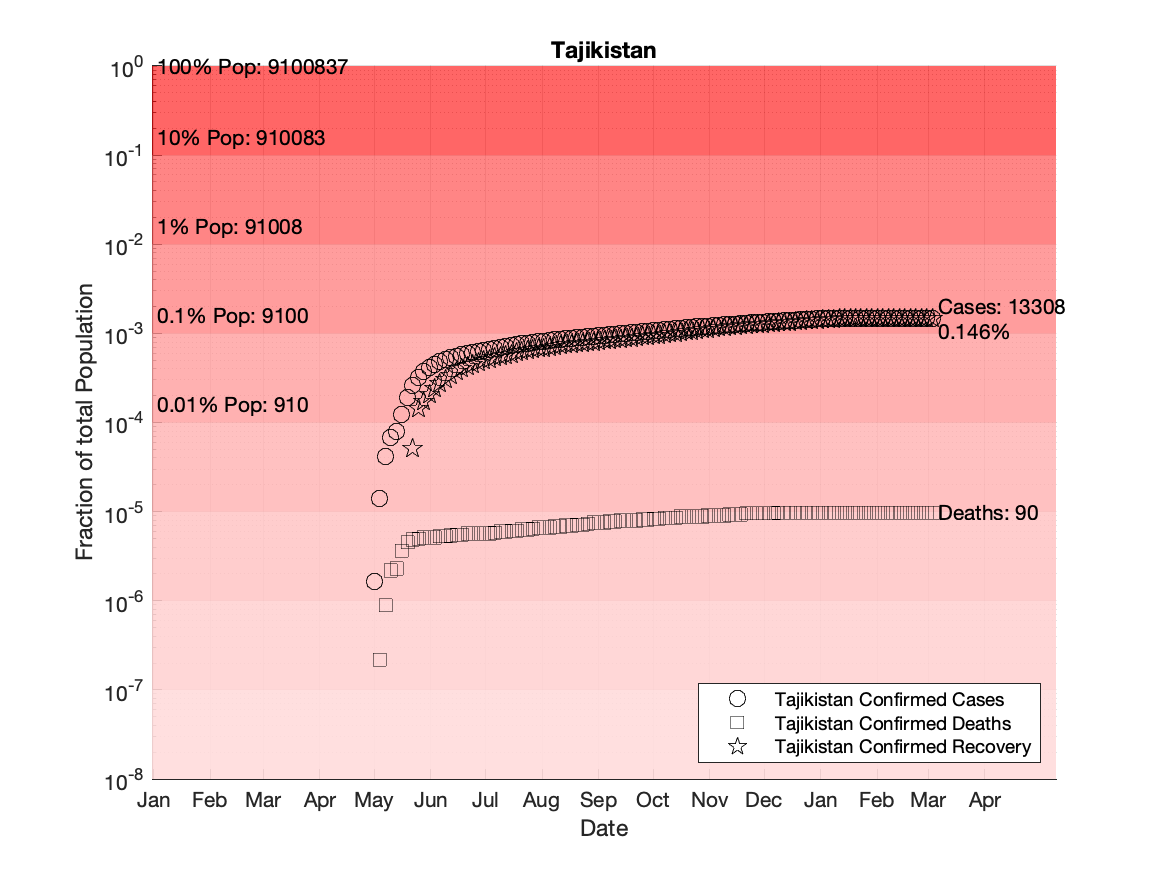 Tajikistan
10^0
100% Pop: 9100837
10% Pop: 910083
10^-1
1% Pop: 91008
10^-2
0.1% Pop: 9100
Cases: 13308
10^-3
0.146%
0.01% Pop: 910
10^-4
10^-5
Deaths: 90
10^-6
10^-7
10^-8
Fraction of total Population
Tajikistan Confirmed Cases
Tajikistan Confirmed Deaths
Tajikistan Confirmed Recovery
Jan Feb Mar Apr May Jun Jul Aug Sep Oct Nov Dec Jan Feb Mar Apr
Date